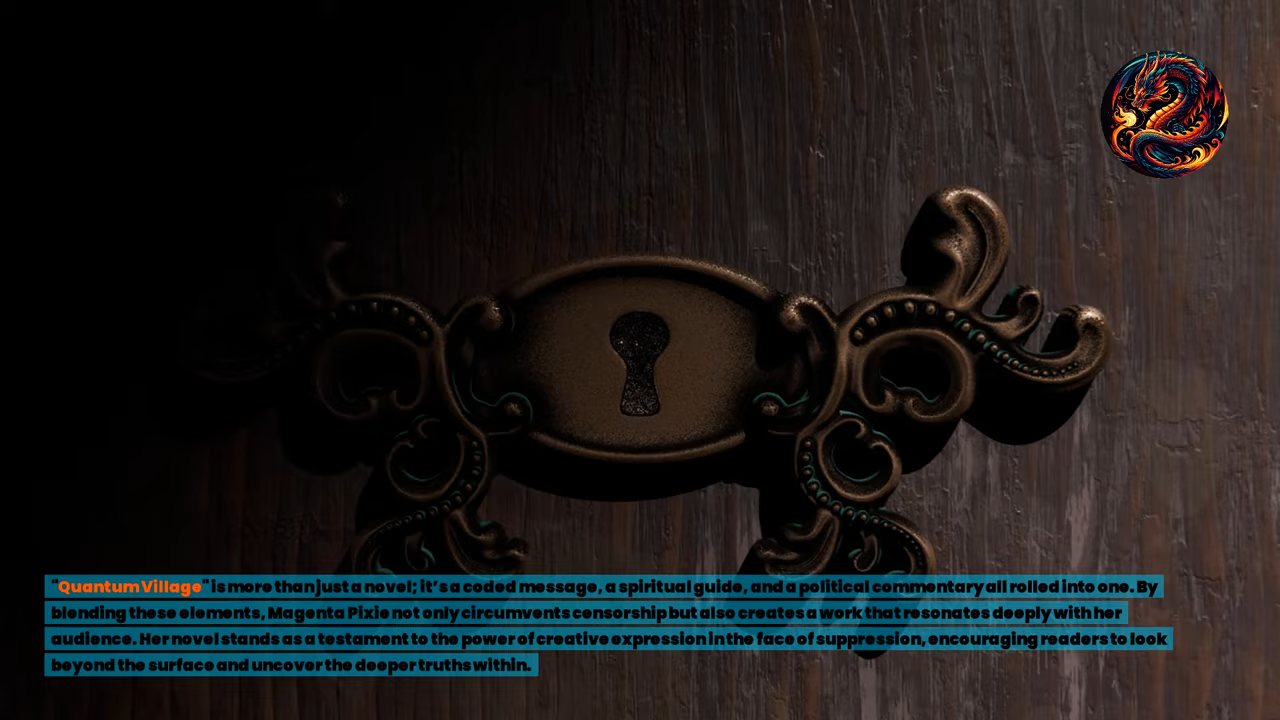 "Quantum Village" is more than just a novel; it's a coded message, a spiritual guide, and a political commentary all rolled into one. By
blending these elements, Magenta Pixie not only circumvents censorship but also creates a work that resonates deeply with her
audience. Her novel stands as a testament to the power of creative expression in the face of suppression, encouraging readers to look
beyond the surface and uncover the deeper truths within.